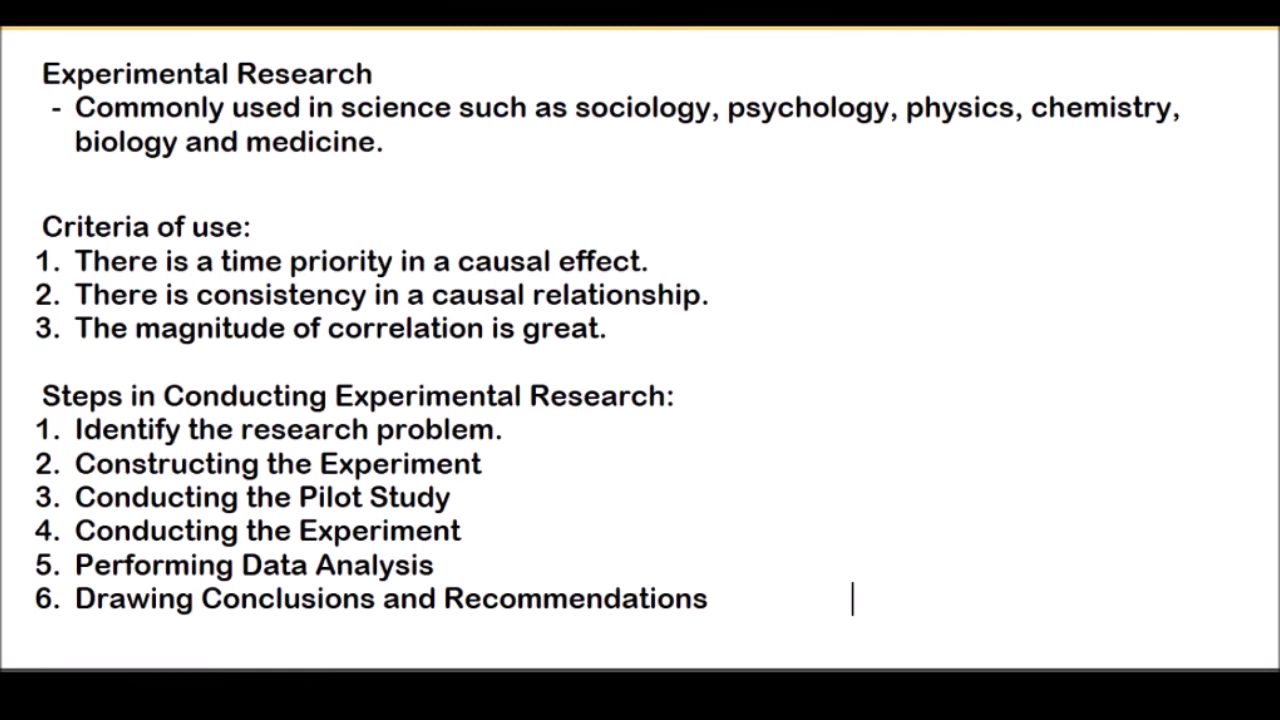 Experimental Research
- Commonly used in science such as sociology, psychology, physics, chemistry,
biology and medicine.
Criteria of use:
1. There is a time priority in a causal effect.
2. There is consistency in a causal relationship.
3. The magnitude of correlation is great.
Steps in Conducting Experimental Research:
1. Identify the research problem.
2. Constructing the Experiment
3. Conducting the Pilot Study
4. Conducting the Experiment
5. Performing Data Analysis
6. Drawing Conclusions and Recommendations